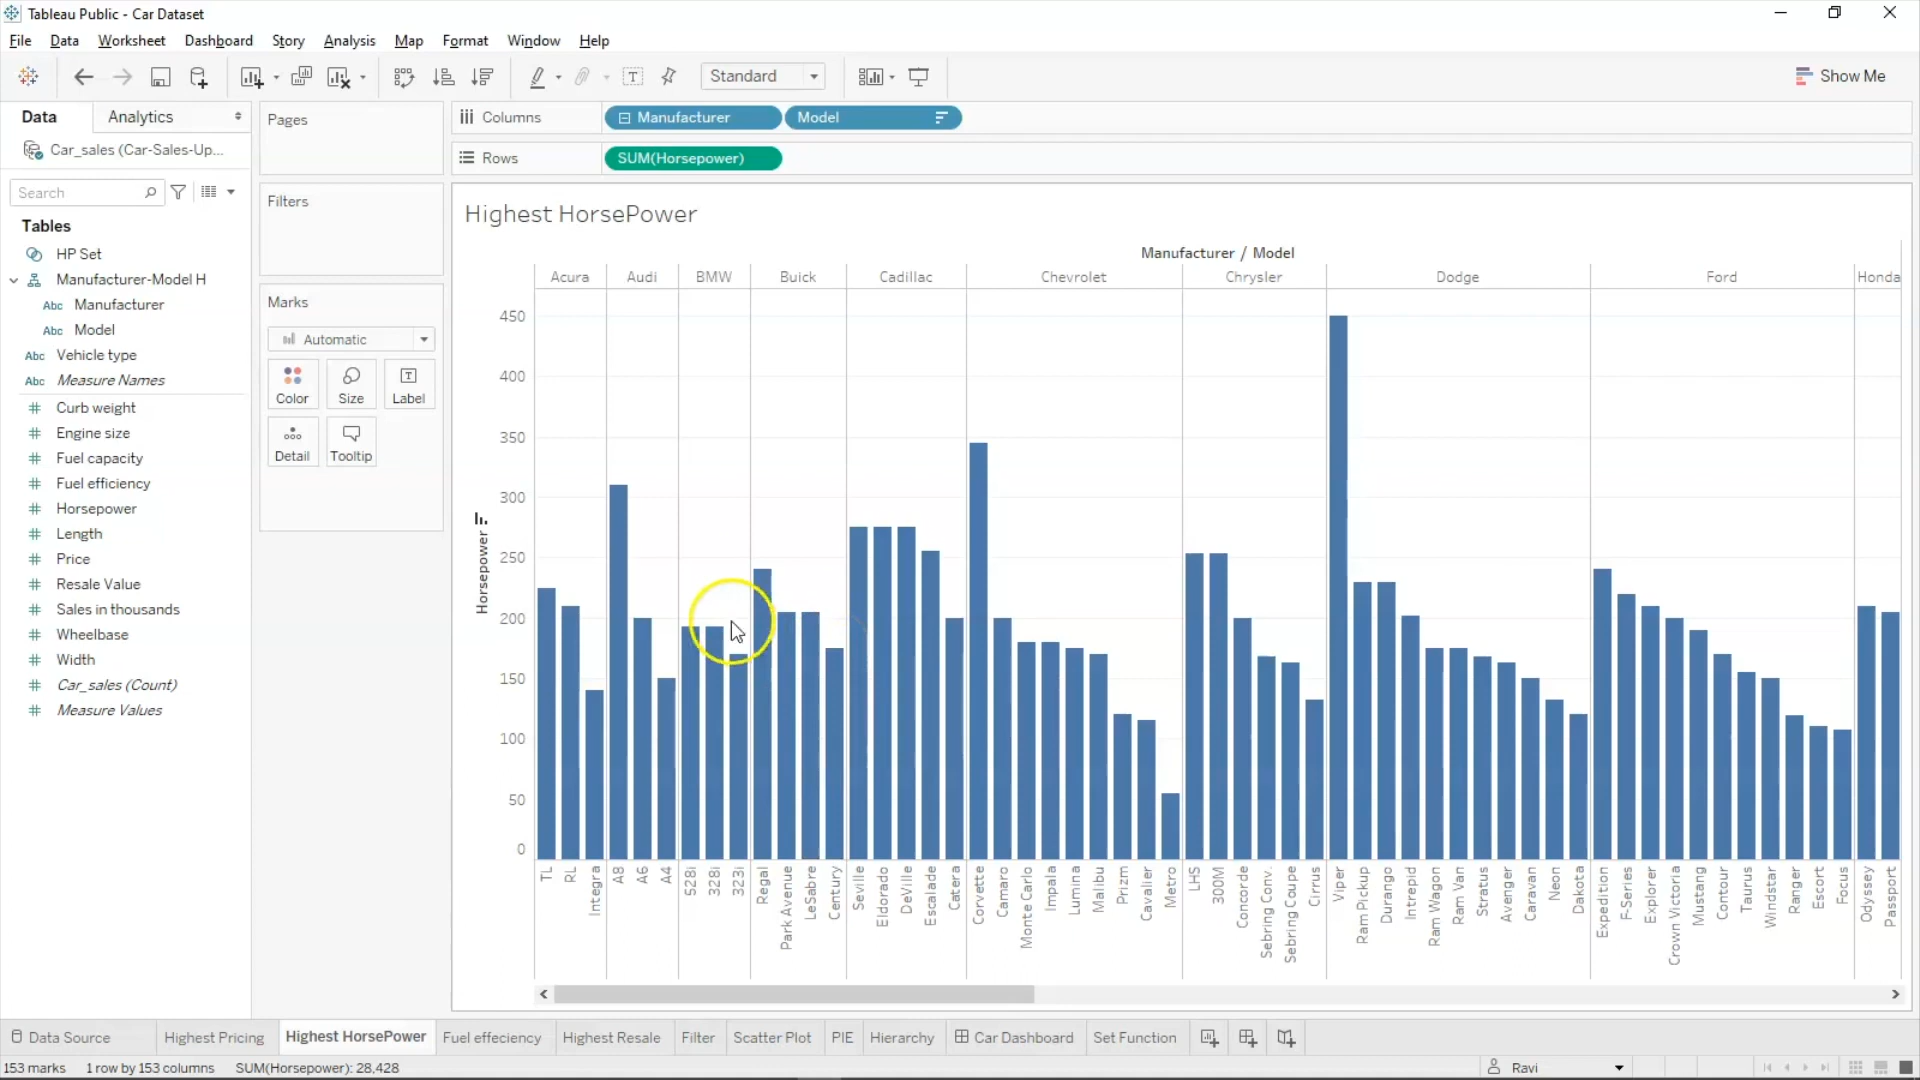 Tableau Public - Car Dataset
File Data Worksheet Dashboard Story Analysis Map Format Window Help
Standard
Show Me
Data
Analytics
Car_sales (Car-Sales-Up...
Search
Tables
HP Set
Manufacturer-Model H
Abc Manufacturer
Abc Model
Abc Vehicle type
Abc Measure Names
# Curb weight
# Engine size
# Fuel capacity
# Fuel efficiency
# Horsepower
# Length
# Price
# Resale Value
# Sales in thousands
# Wheelbase
# Width
# Car_sales (Count)
# Measure Values
Pages
Filters
Marks
Automatic
Color
Size
Label
Detail
Tooltip
Columns
Manufacturer
Model
Rows
SUM(Horsepower)
Highest HorsePower
Manufacturer / Model
Acura
Audi
BMW
Buick
Cadillac
Chevrolet
Chrysler
Dodge
Ford
Honda
450
400
350
300
250
200
150
100
50
0
Horsepower
TL
RL
Integra
A8
A6
A4
528i
328i
323i
Regal
Park Avenue
LeSabre
Century
Seville
Eldorado
DeVille
Escalade
Catera
Corvette
Camaro
Monte Carlo
Impala
Lumina
Malibu
Prizm
Cavalier
Metro
LHS
300M
Concorde
Sebring Conv.
Sebring Coupe
Cirrus
Viper
Ram Pickup
Durango
Intrepid
Ram Wagon
Ram Van
Stratus
Avenger
Caravan
Neon
Dakota
Expedition
F-Series
Explorer
Crown Victoria
Mustang
Contour
Taurus
Windstar
Ranger
Escort
Focus
Odyssey
Passport
Data Source
Highest Pricing
Highest HorsePower
Fuel effeciency
Highest Resale
Filter
Scatter Plot
PIE
Hierarchy
Car Dashboard
Set Function
153 marks
1 row by 153 columns
SUM(Horsepower): 28,428
Ravi